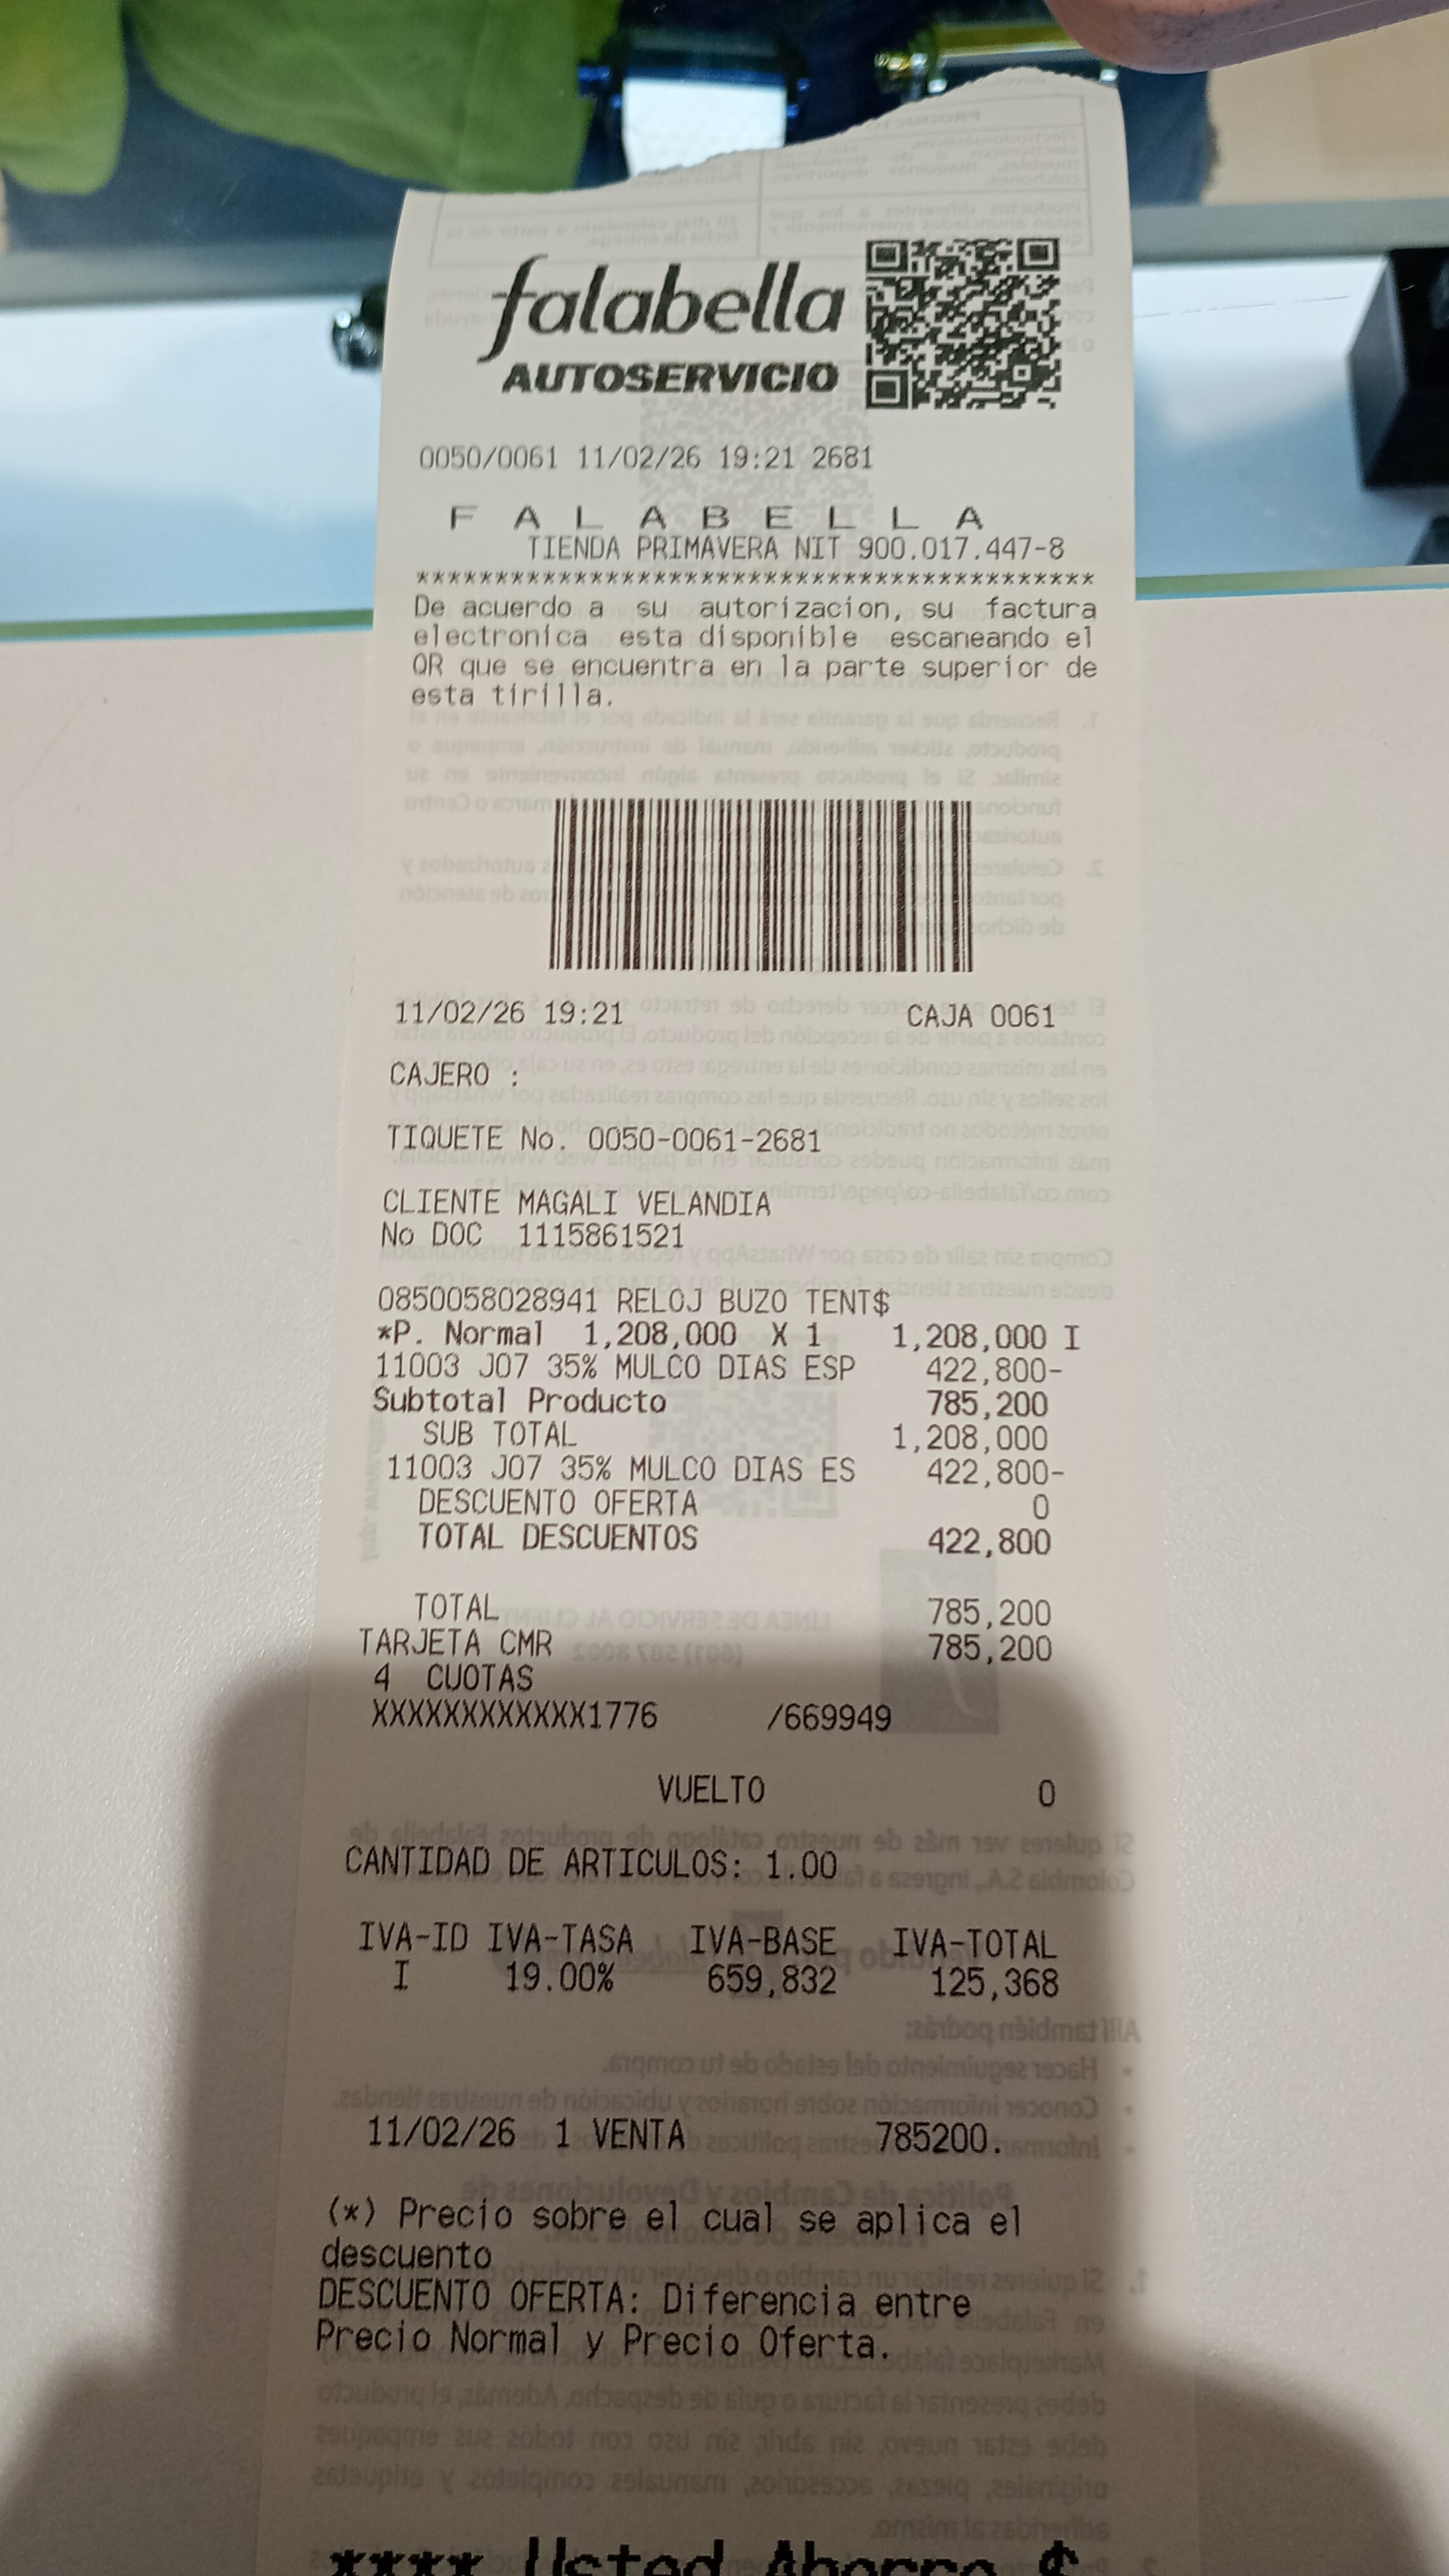 falabella
AUTOSERVICIO
0050/0061 11/02/26 19:21 2681
F A L A B E L L A
TIENDA PRIMAVERA NIT 900.017.447-8
********************************************
De acuerdo a su autorizacion, su factura
electronica esta disponible escaneando el
QR que se encuentra en la parte superior de
esta tirilla.
11/02/26 19:21 CAJA 0061
CAJERO :
TIQUETE No. 0050-0061-2681
CLIENTE MAGALI VELANDIA
No DOC 1115861521
0850058028941 RELOJ BUZO TENT$
*P. Normal 1,208,000 X 1 1,208,000 I
11003 J07 35% MULCO DIAS ESP 422,800-
Subtotal Producto 785,200
SUB TOTAL 1,208,000
11003 J07 35% MULCO DIAS ES 422,800-
DESCUENTO OFERTA 0
TOTAL DESCUENTOS 422,800
TOTAL 785,200
TARJETA CMR 785,200
4 CUOTAS
XXXXXXXXXXXX1776 /669949
VUELTO 0
CANTIDAD DE ARTICULOS: 1.00
IVA-ID IVA-TASA IVA-BASE IVA-TOTAL
I 19.00% 659,832 125,368
11/02/26 1 VENTA 785200.
(*) Precio sobre el cual se aplica el
descuento
DESCUENTO OFERTA: Diferencia entre
Precio Normal y Precio Oferta.
**** Usted Ahorro $